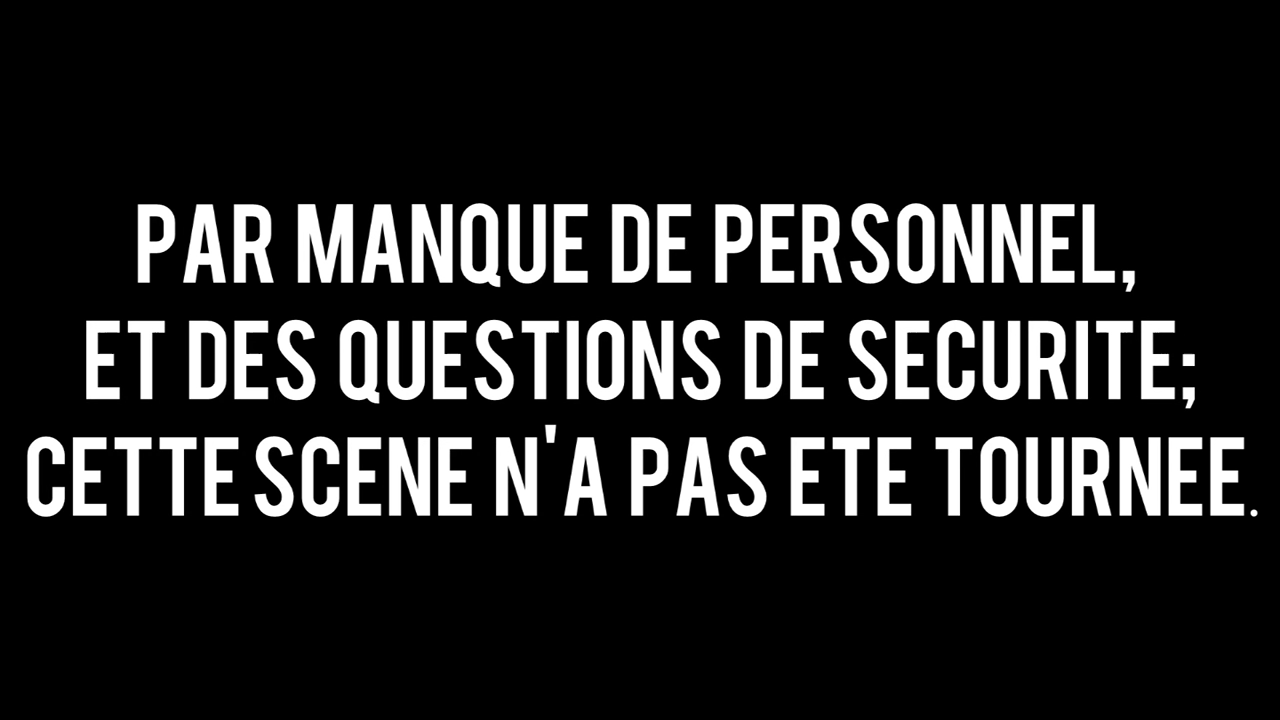 PAR MANQUE DE PERSONNEL,
ET DES QUESTIONS DE SECURITE;
CETTE SCENE N'A PAS ETE TOURNEE.